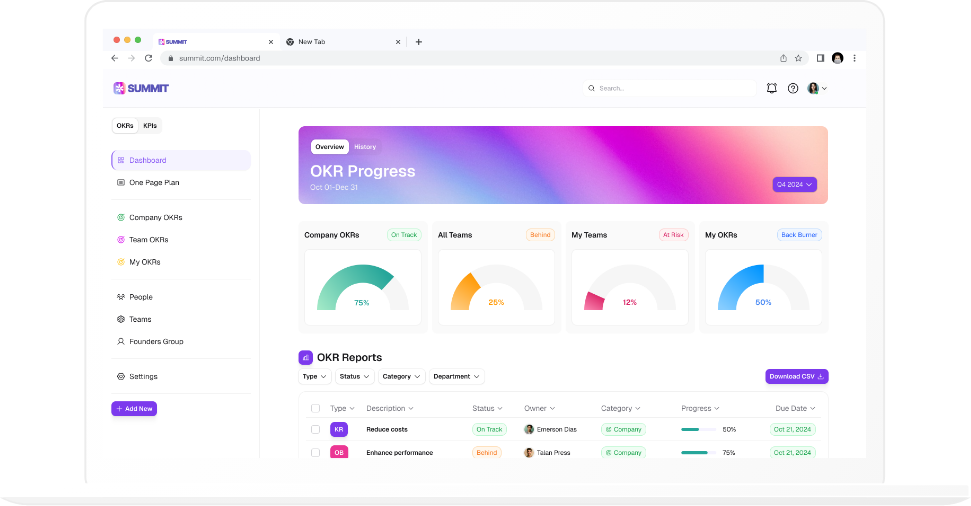 SUMMIT
New Tab
summit.com/dashboard
SUMMIT
Search...
OKRs KPIs
Dashboard
One Page Plan
Company OKRs
Team OKRs
My OKRs
People
Teams
Founders Group
Settings
+ Add New
Overview History
OKR Progress
Oct 01-Dec 31
Q4 2024
Company OKRs On Track
75%
All Teams Behind
25%
My Teams At Risk
12%
My OKRs Back Burner
50%
OKR Reports
Type Status Category Department
Download CSV
Type Description Status Owner Category Progress Due Date
KR Reduce costs On Track Emerson Dias Company 50% Oct 21, 2024
OB Enhance performance Behind Talan Press Company 75% Oct 21, 2024